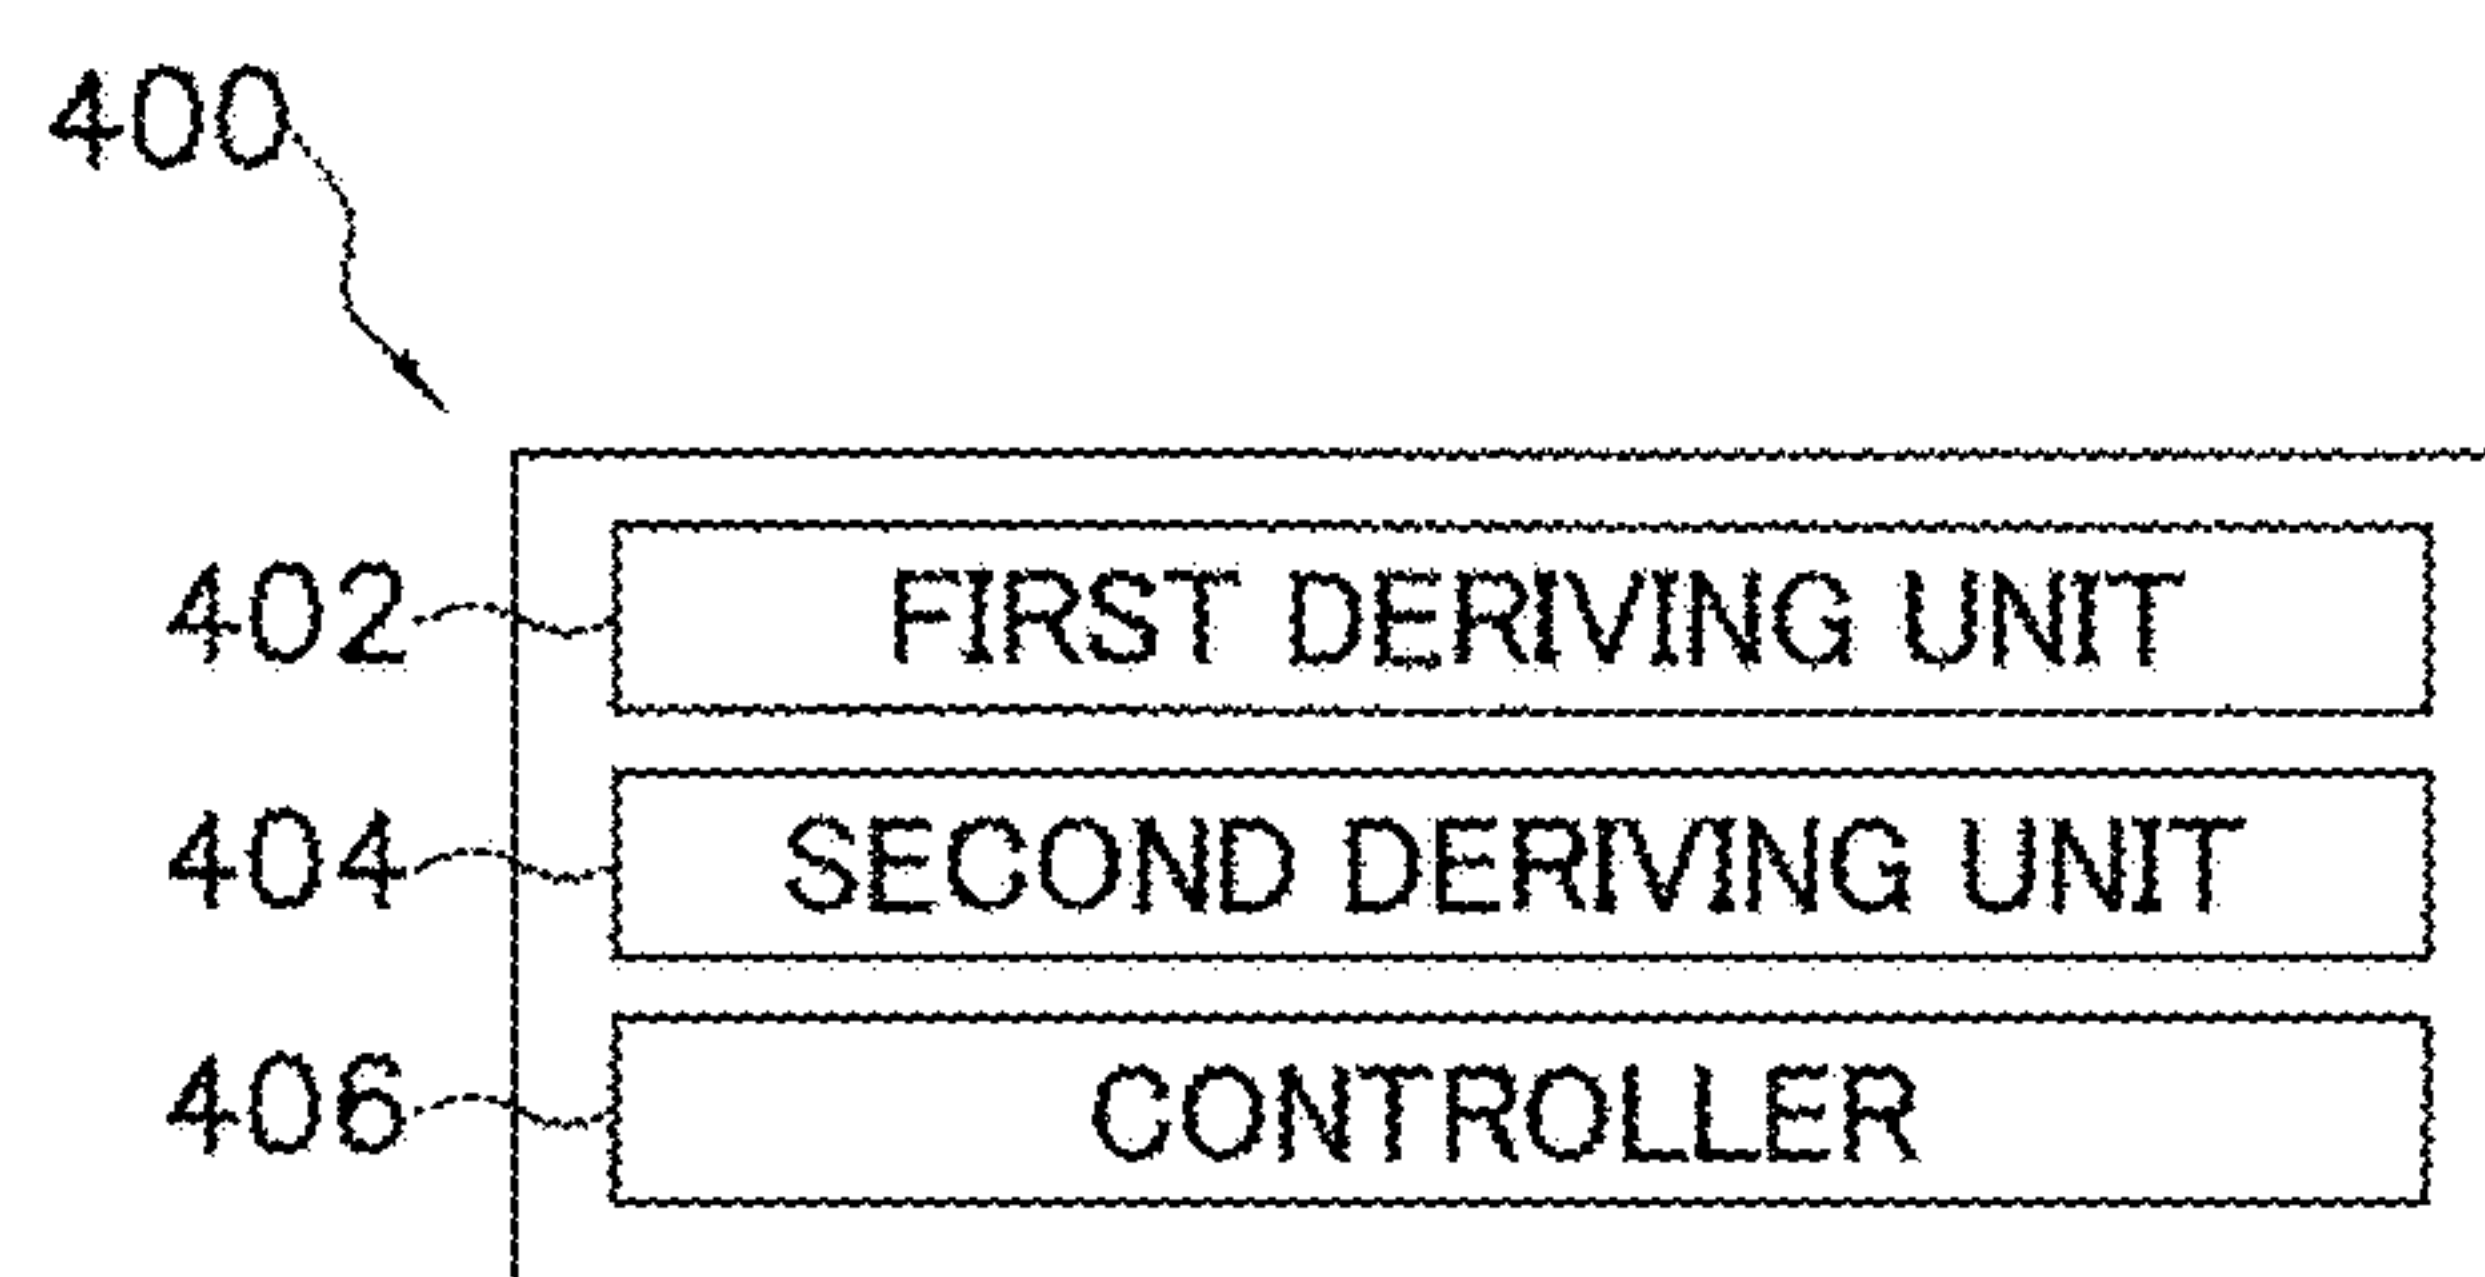 400
402 FIRST DERIVING UNIT
404 SECOND DERIVING UNIT
406 CONTROLLER